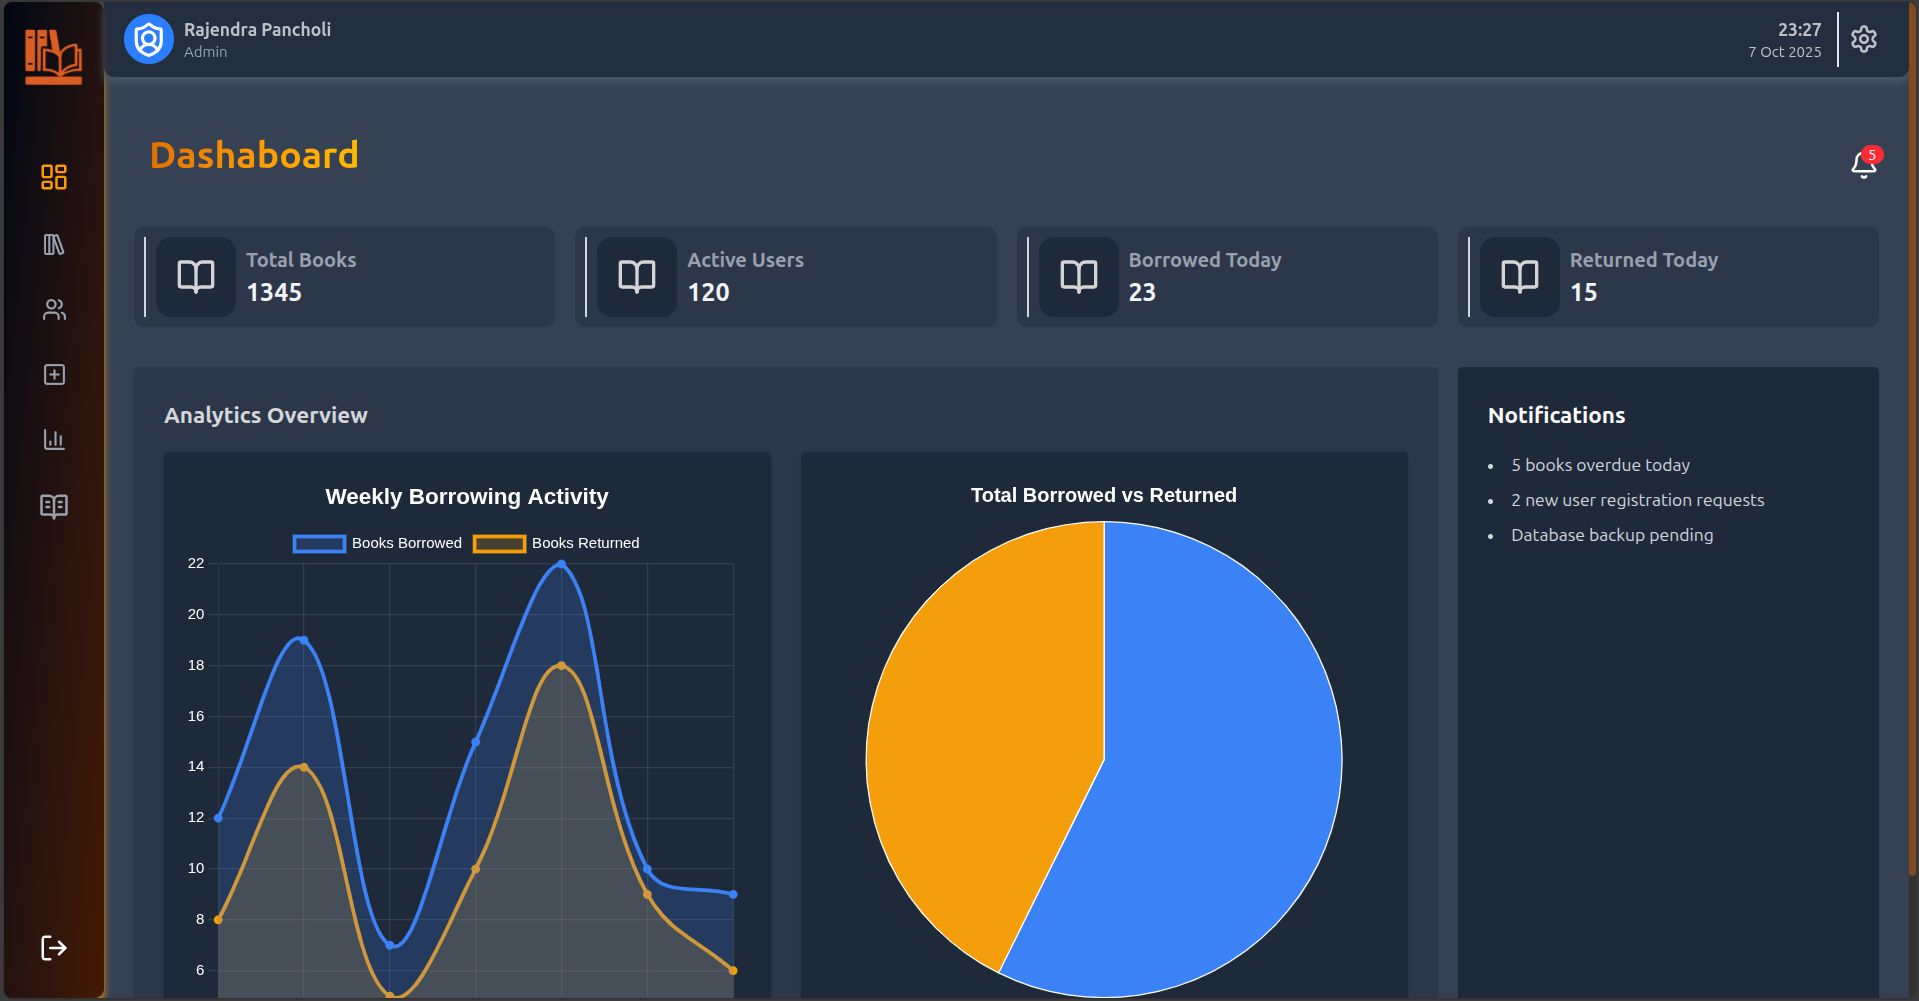 Rajendra Pancholi
Admin
23:27
7 Oct 2025
Dashaboard
5
Total Books
1345
Active Users
120
Borrowed Today
23
Returned Today
15
Analytics Overview
Weekly Borrowing Activity
Books Borrowed Books Returned
22
20
18
16
14
12
10
8
6
Total Borrowed vs Returned
Notifications
5 books overdue today
2 new user registration requests
Database backup pending